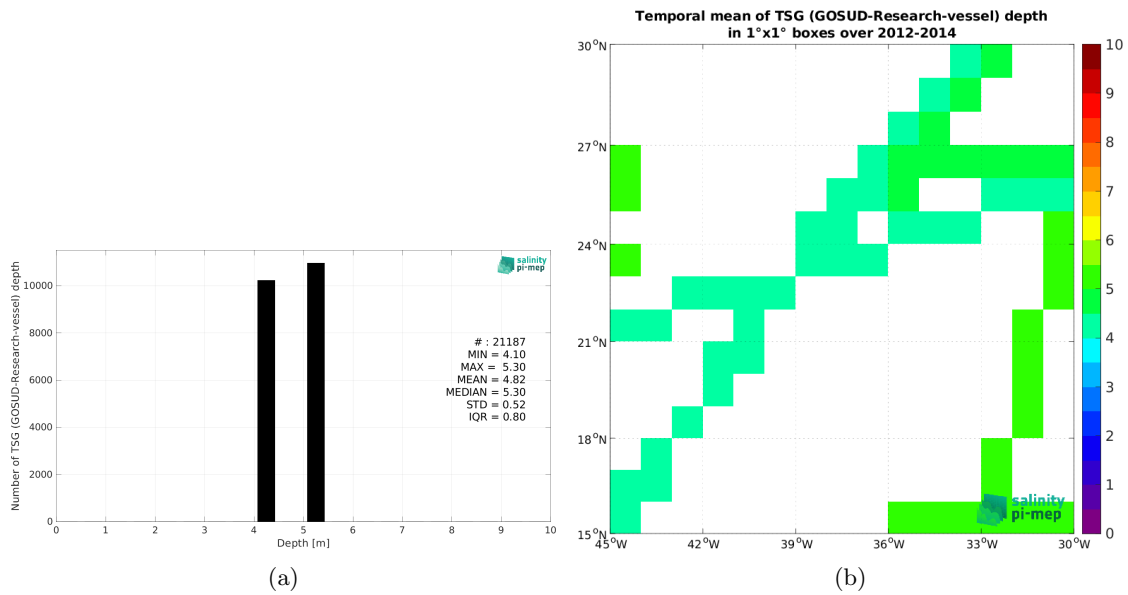 salinity
pi-mep
Number of TSG (GOSUD-Research-vessel) depth
10000
8000
6000
4000
2000
0
# : 21187
MIN = 4.10
MAX = 5.30
MEAN = 4.82
MEDIAN = 5.30
STD = 0.52
IQR = 0.80
0 1 2 3 4 5 6 7 8 9 10
Depth [m]
(a)
Temporal mean of TSG (GOSUD-Research-vessel) depth
in 1°x1° boxes over 2012-2014
30°N
27°N
24°N
21°N
18°N
15°N
45°W 42°W 39°W 36°W 33°W 30°W
salinity
pi-mep
10
9
8
7
6
5
4
3
2
1
0
(b)